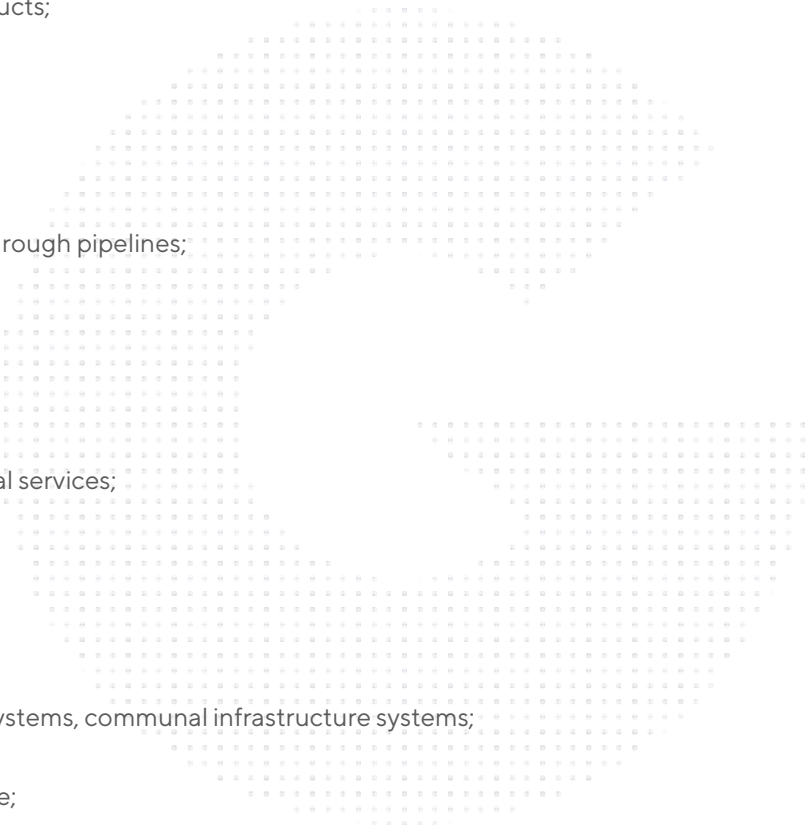 ucts;
rough pipelines;
al services;
ystems, communal infrastructure systems;
e;